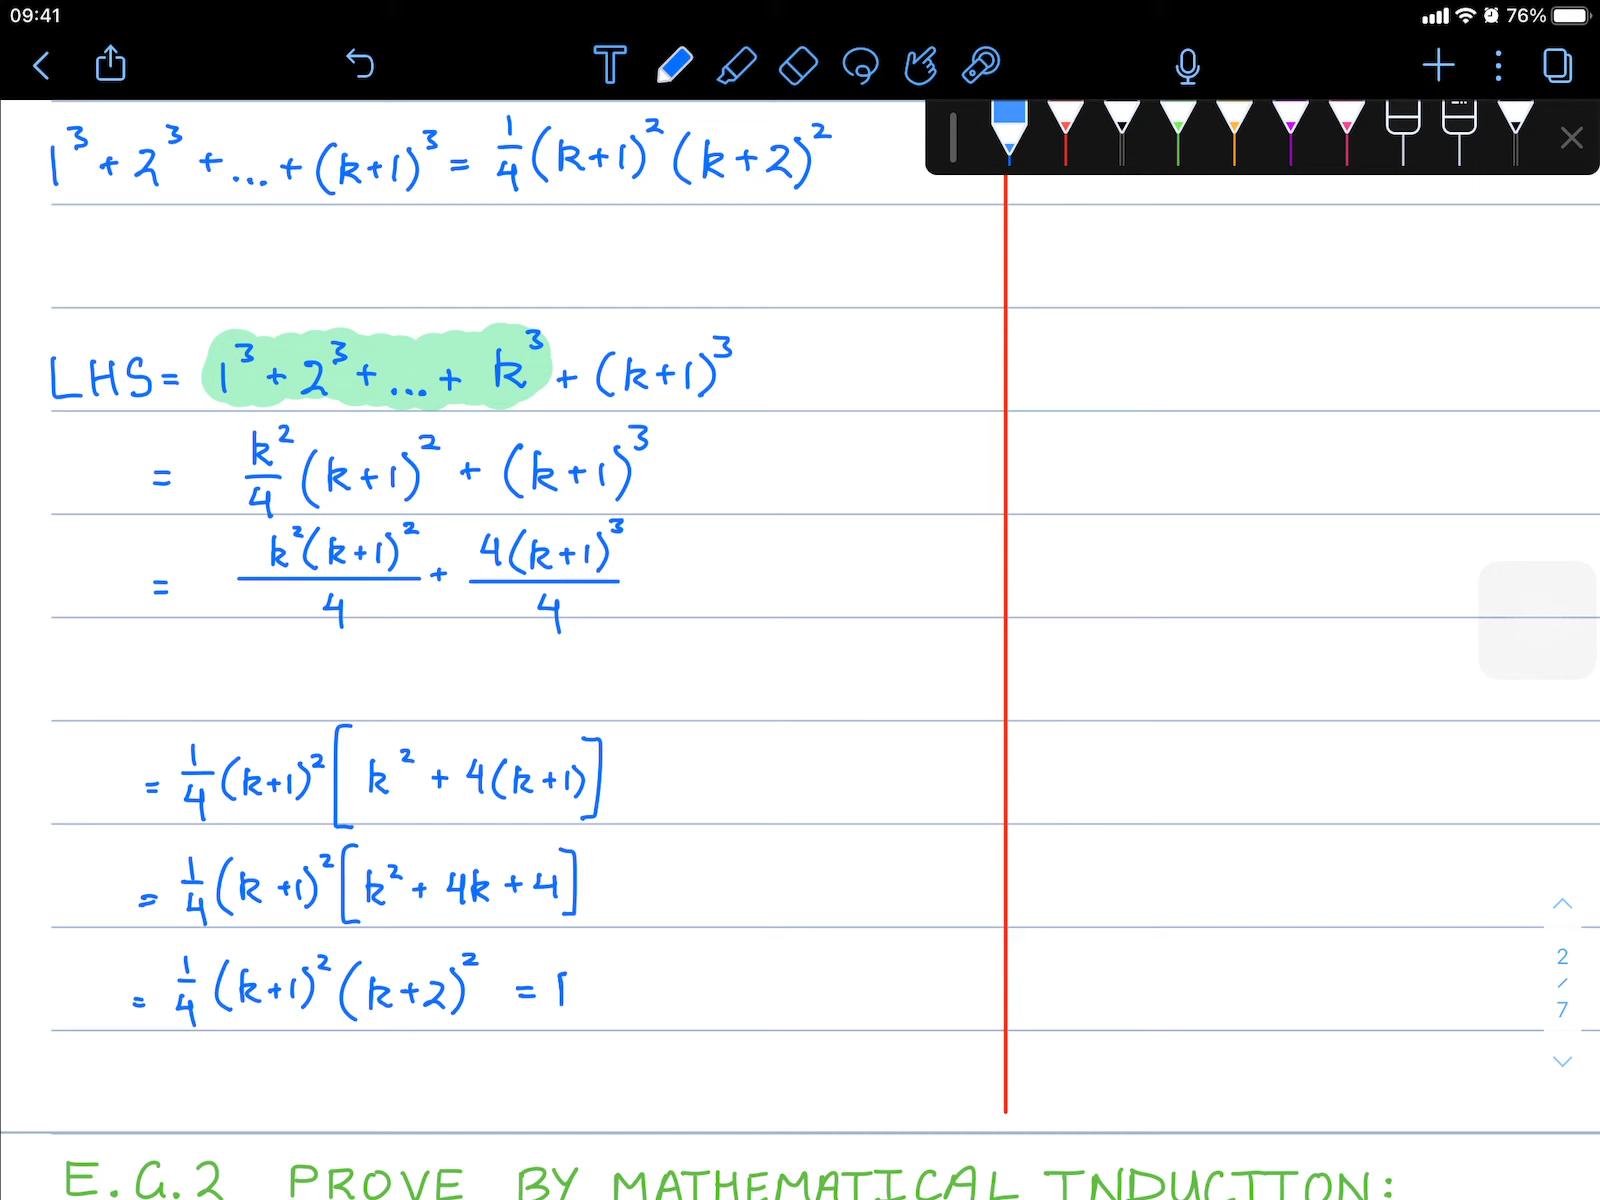 09:41 76%
T
1³ + 2³ + ... + (k+1)³ = 1/4 (k+1)² (k+2)²
LHS = 1³ + 2³ + ... + k³ + (k+1)³
= k²/4 (k+1)² + (k+1)³
= k²(k+1)²/4 + 4(k+1)³/4
= 1/4 (k+1)² [k² + 4(k+1)]
= 1/4 (k+1)² [k² + 4k + 4]
= 1/4 (k+1)² (k+2)² =
2/7
E.G.2 PROVE BY MATHEMATICAL INDUCTION: